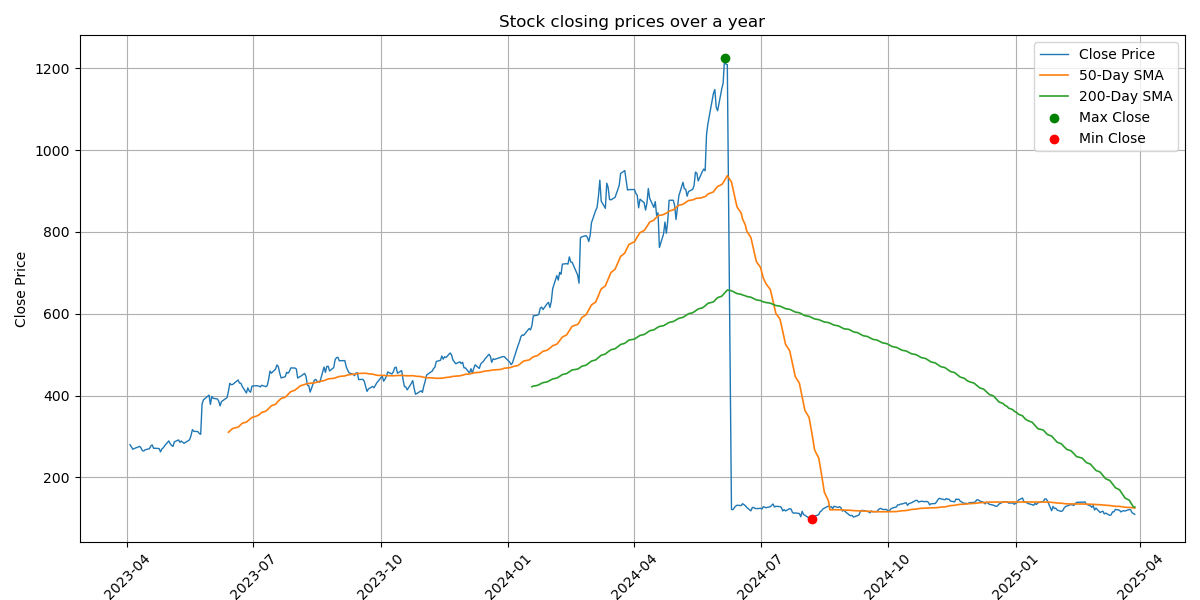 Stock closing prices over a year
Close Price
50-Day SMA
200-Day SMA
Max Close
Min Close
1200
1000
800
600
400
200
Close Price
2023-04
2023-07
2023-10
2024-01
2024-04
2024-07
2024-10
2025-01
2025-04